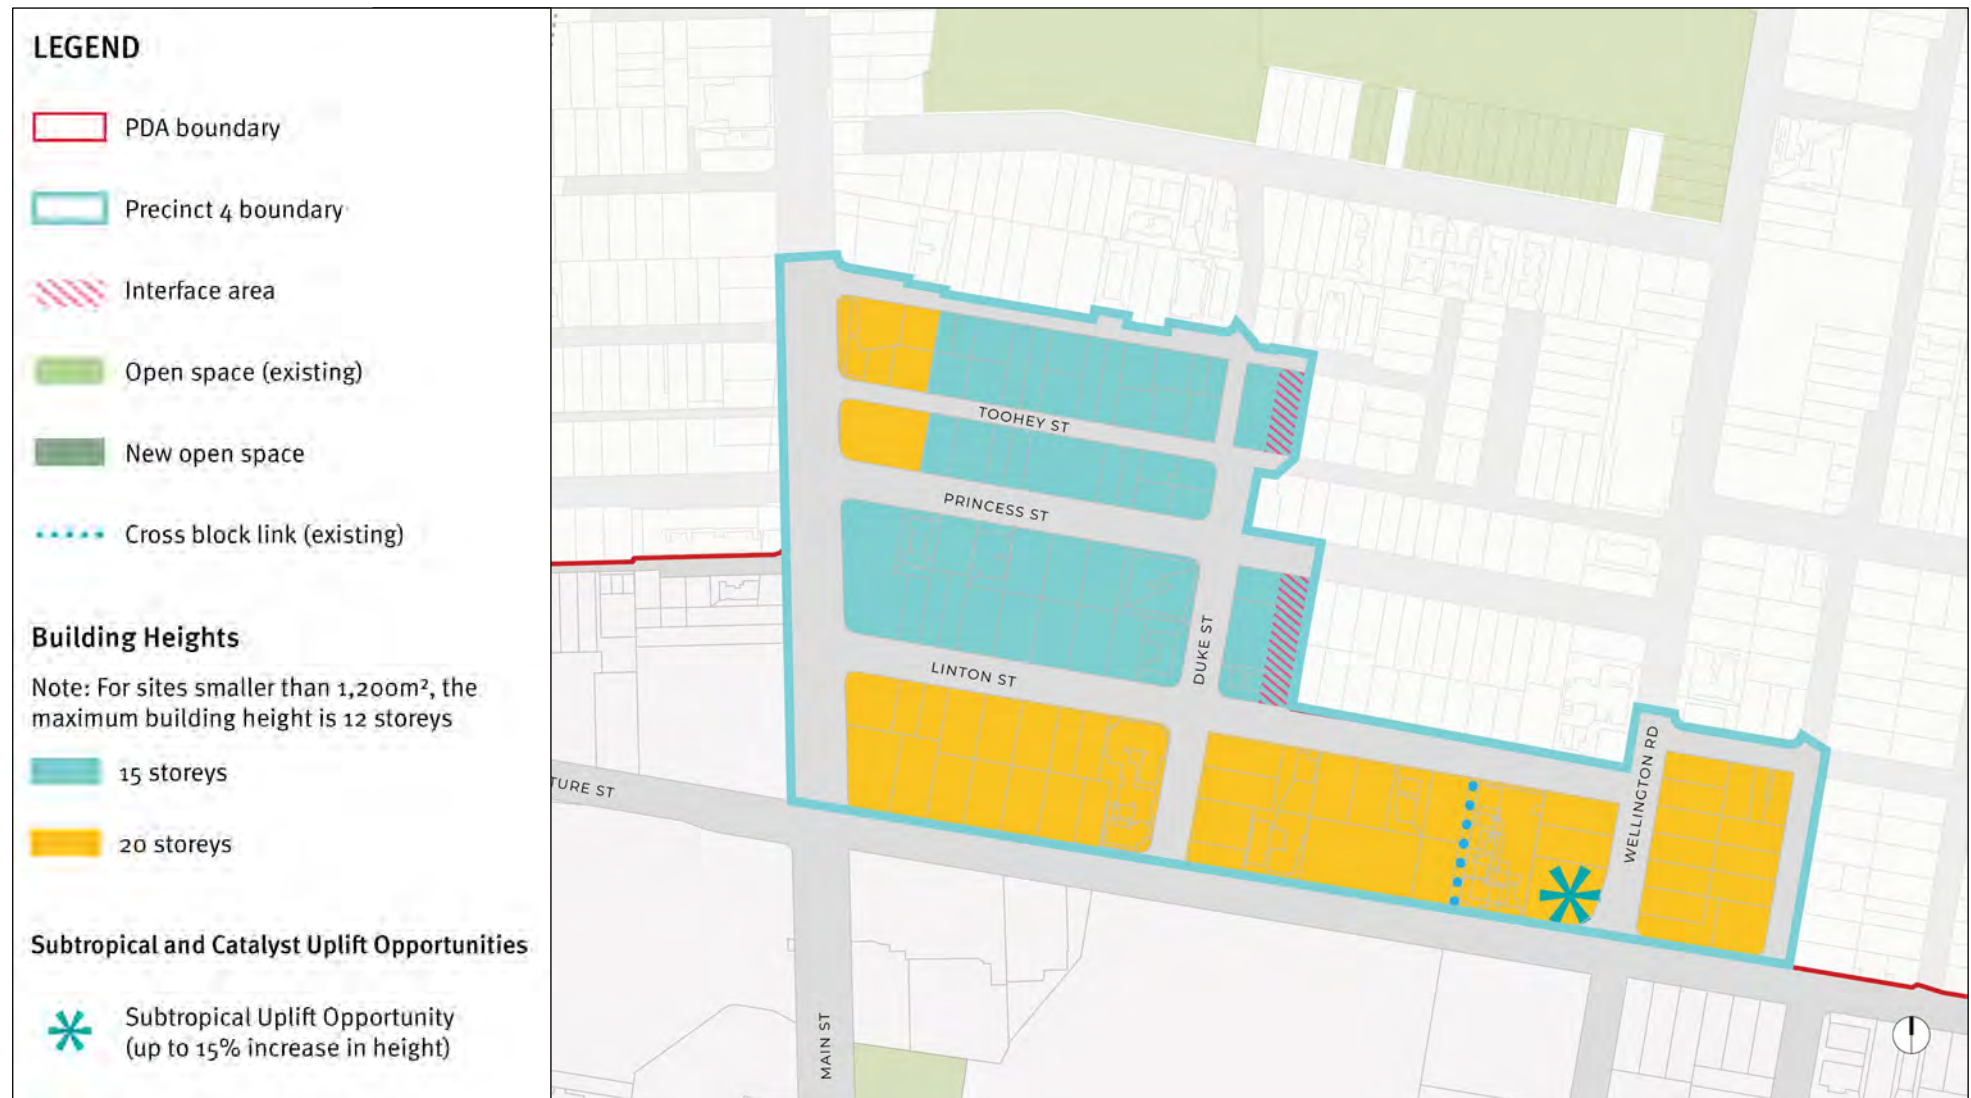 LEGEND
PDA boundary
Precinct 4 boundary
Interface area
Open space (existing)
New open space
Cross block link (existing)
Building Heights
Note: For sites smaller than 1,200m², the
maximum building height is 12 storeys
15 storeys
20 storeys
Subtropical and Catalyst Uplift Opportunities
Subtropical Uplift Opportunity
(up to 15% increase in height)
TOOHEY ST
PRINCESS ST
LINTON ST
DUKE ST
WELLINGTON RD
TURE ST
MAIN ST